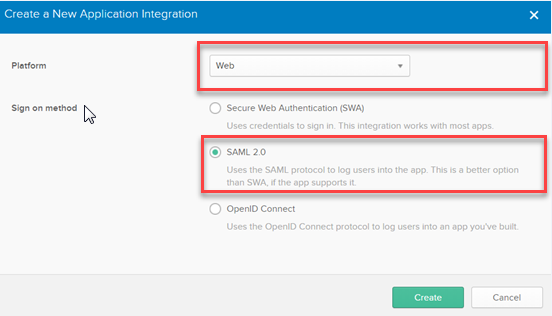 Create a New Application Integration
Platform
Web
Sign on method
Secure Web Authentication (SWA)
Uses credentials to sign in. This integration works with most apps.
SAML 2.0
Uses the SAML protocol to log users into the app. This is a better option
than SWA, if the app supports it.
OpenID Connect
Uses the OpenID Connect protocol to log users into an app you've built.
Create
Cancel